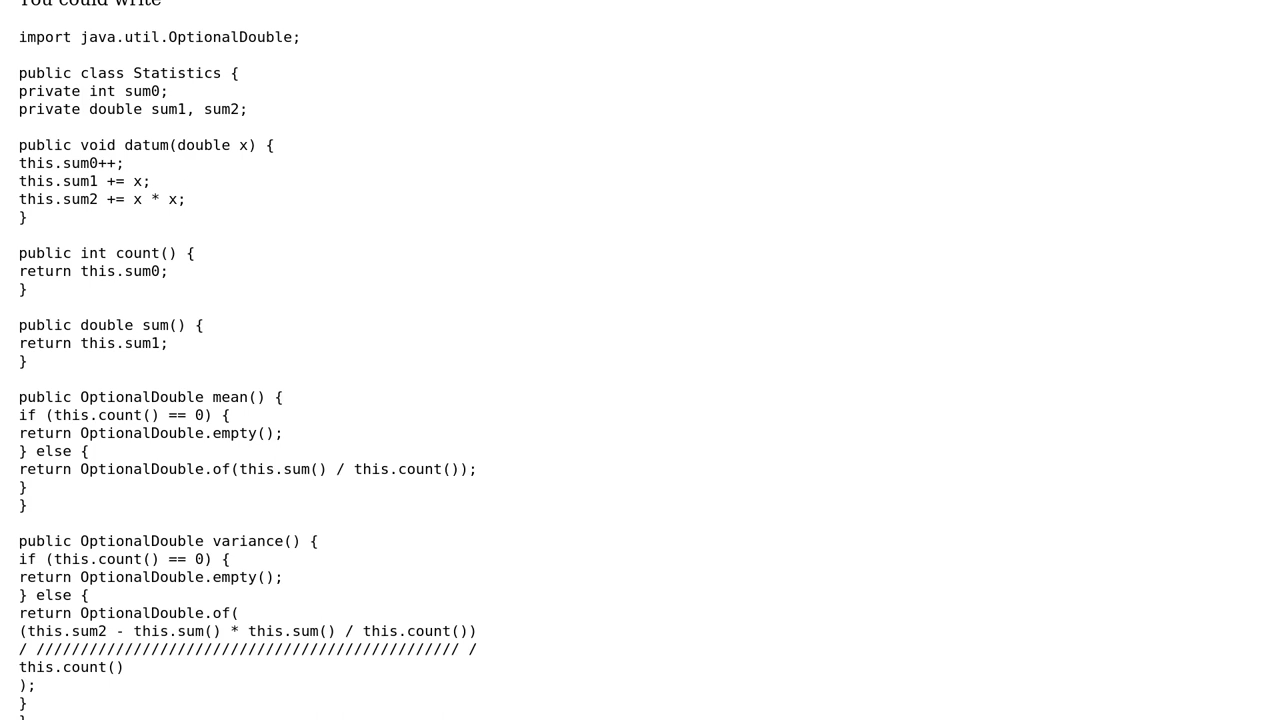 You could write
import java.util.OptionalDouble;
public class Statistics {
private int sum0;
private double sum1, sum2;
public void datum(double x) {
this.sum0++;
this.sum1 += x;
this.sum2 += x * x;
}
public int count() {
return this.sum0;
}
public double sum() {
return this.sum1;
}
public OptionalDouble mean() {
if (this.count() == 0) {
return OptionalDouble.empty();
} else {
return OptionalDouble.of(this.sum() / this.count());
}
}
public OptionalDouble variance() {
if (this.count() == 0) {
return OptionalDouble.empty();
} else {
return OptionalDouble.of(
(this.sum2 - this.sum() * this.sum() / this.count())
/ //////////////////////////////////////////////// /
this.count()
);
}
}